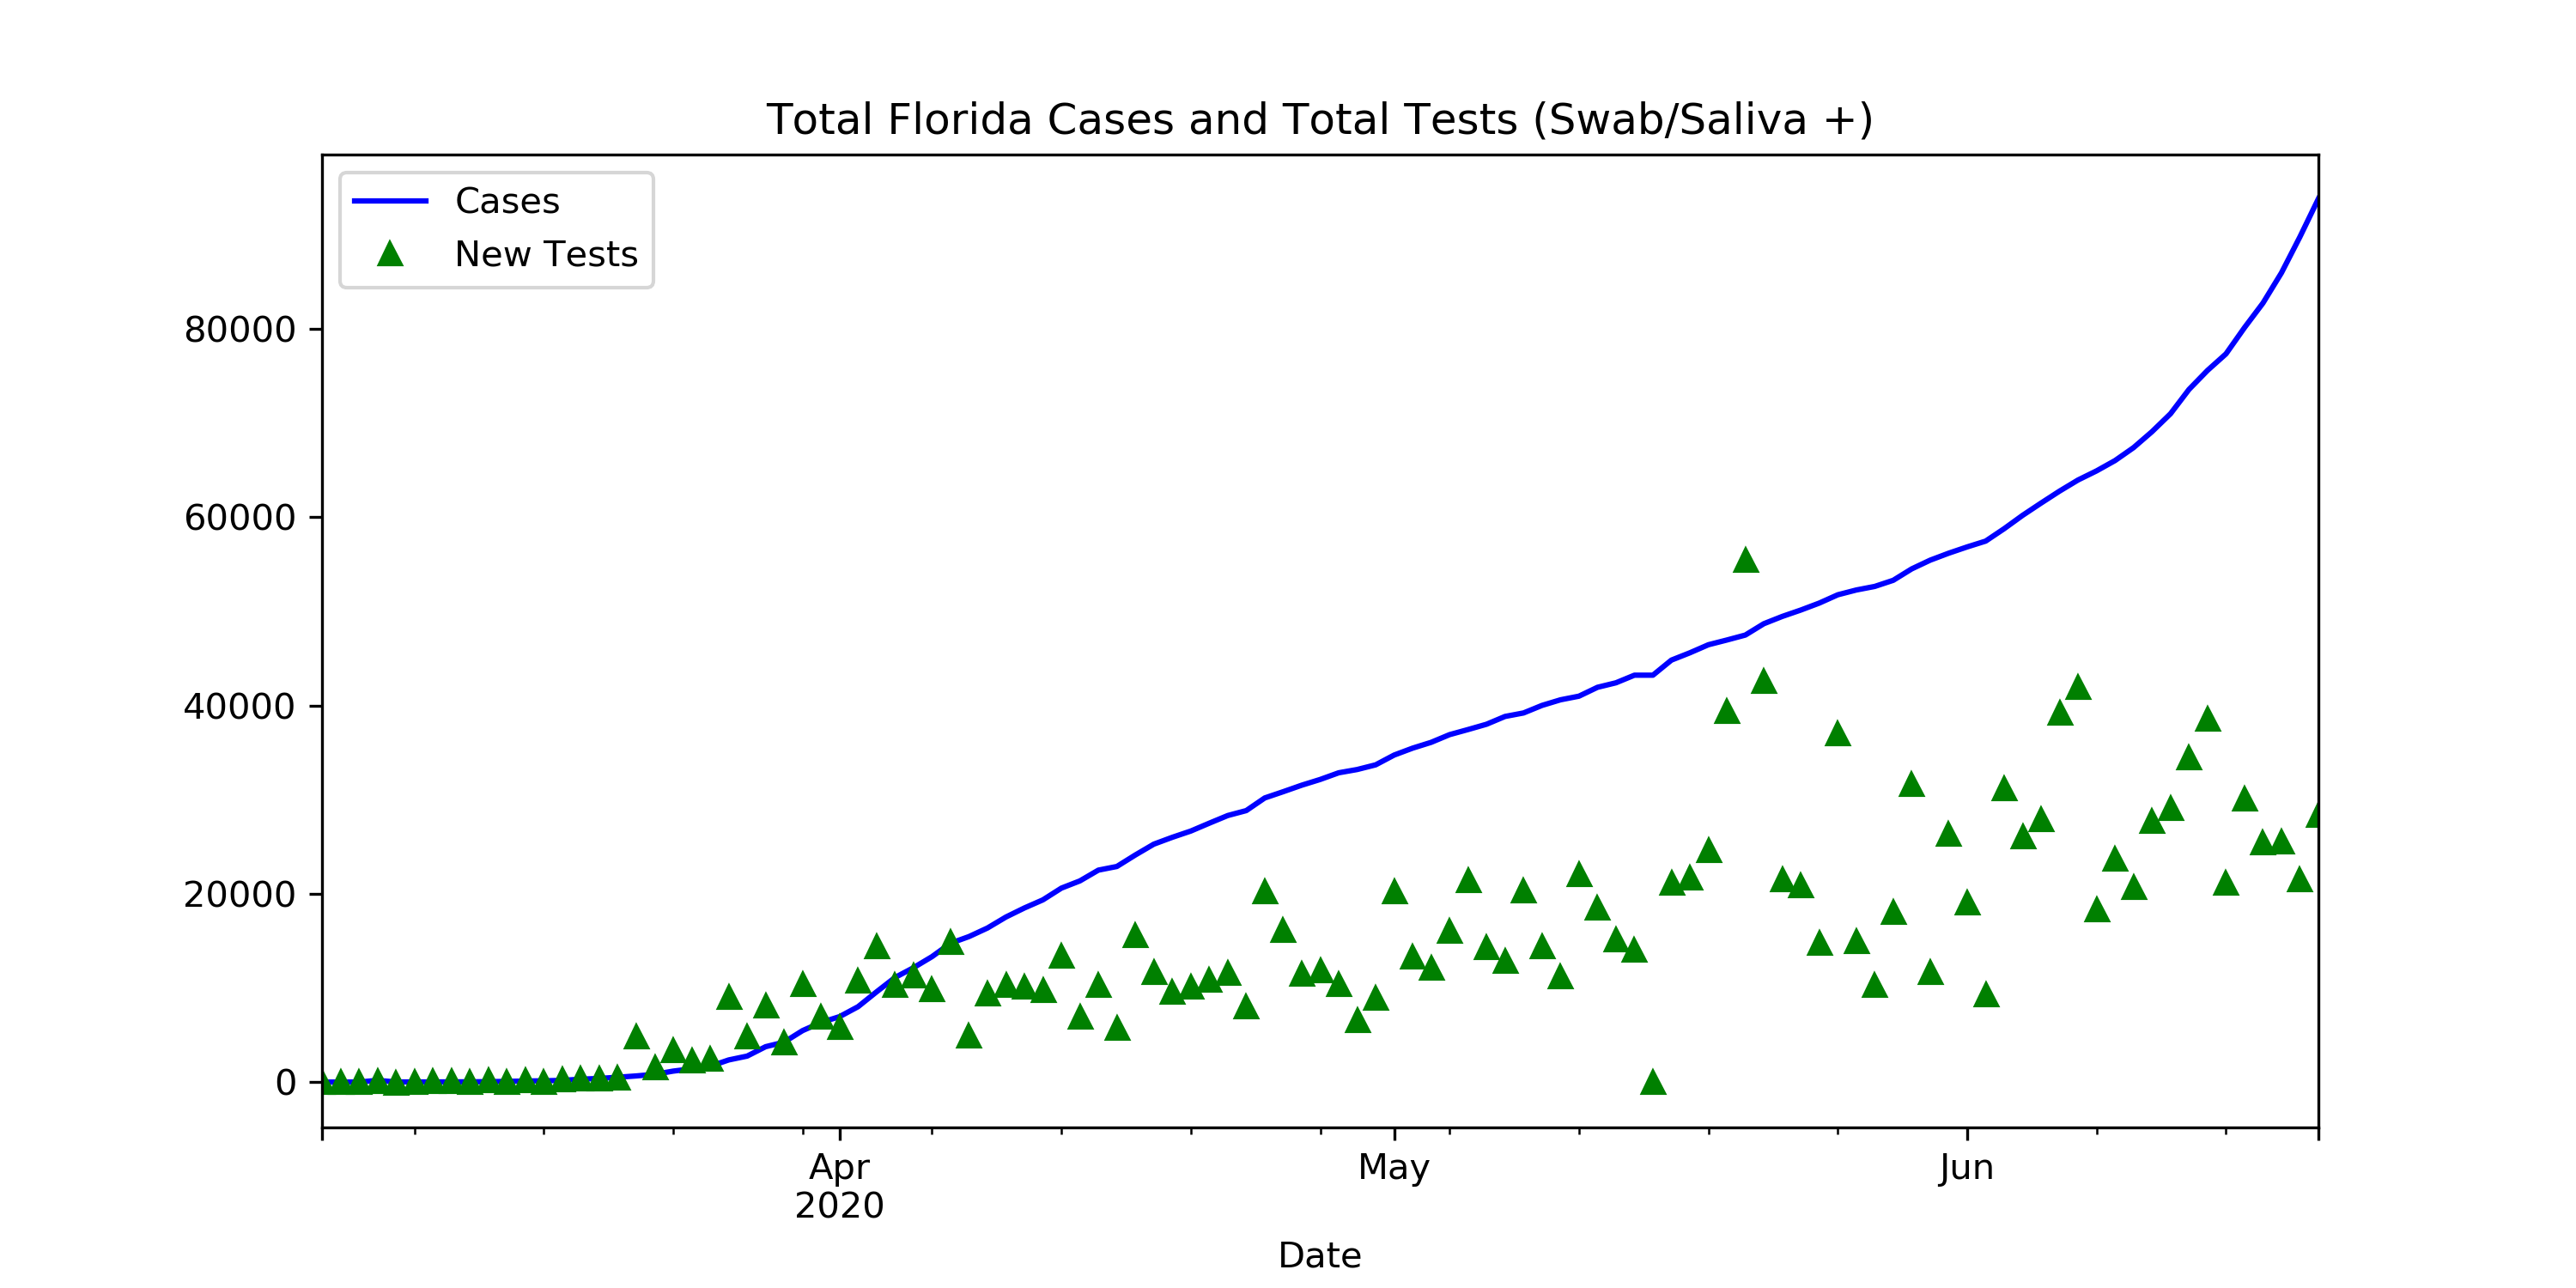 Total Florida Cases and Total Tests (Swab/Saliva +)
Cases
New Tests
80000
60000
40000
20000
0
Apr
2020
May
Jun
Date